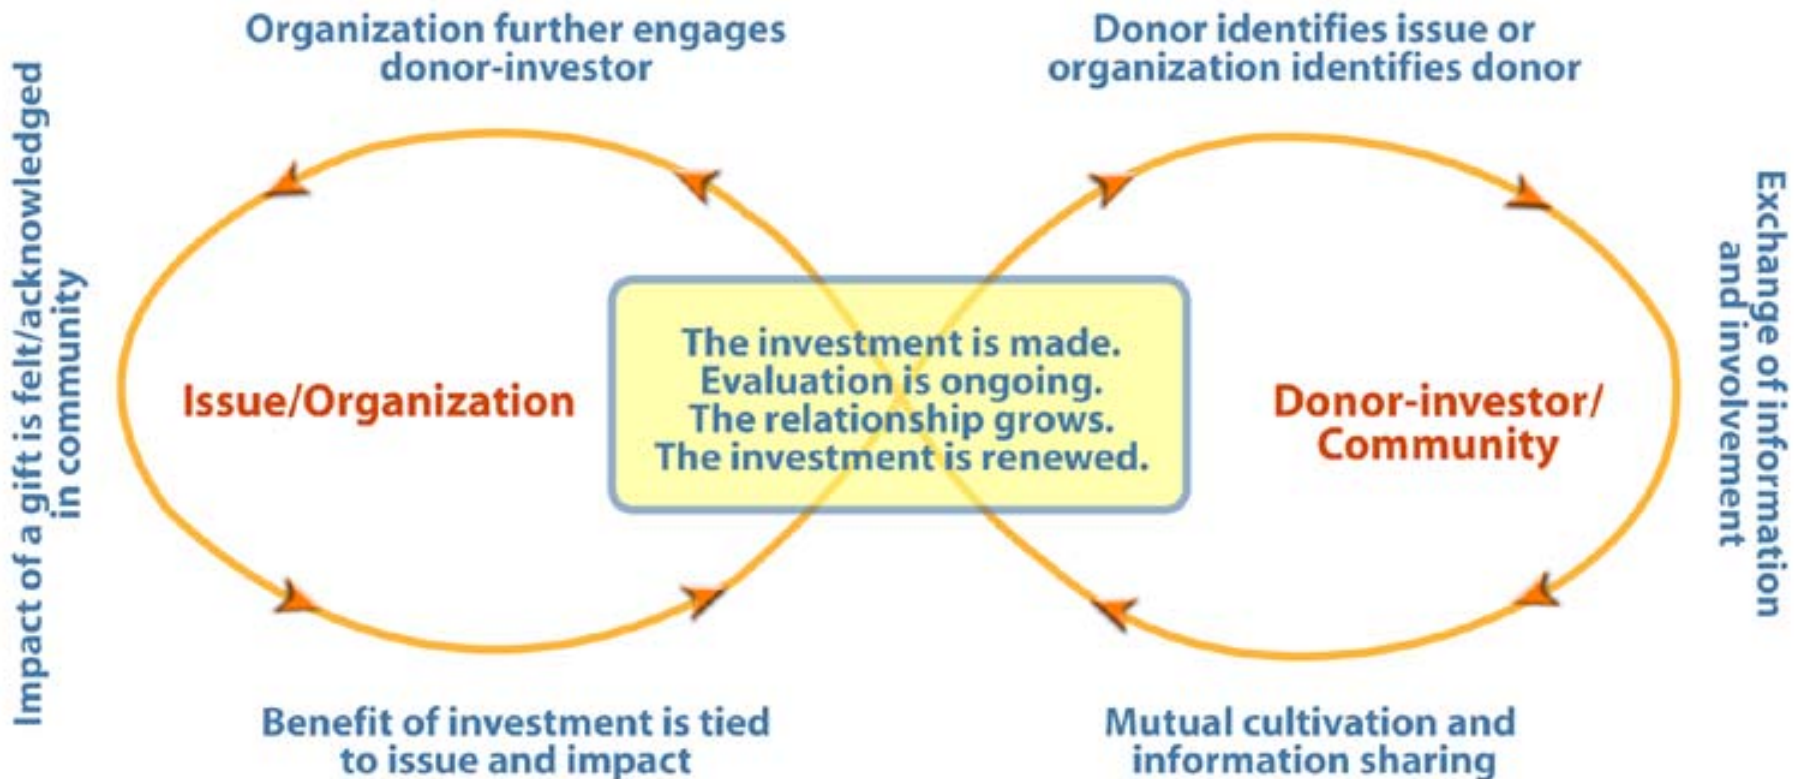 Organization further engages
donor-investor
Donor identifies issue or
organization identifies donor
Impact of a gift is felt/acknowledged
in community
Issue/Organization
The investment is made.
Evaluation is ongoing.
The relationship grows.
The investment is renewed.
Donor-investor/
Community
Exchange of information
and involvement
Benefit of investment is tied
to issue and impact
Mutual cultivation and
information sharing